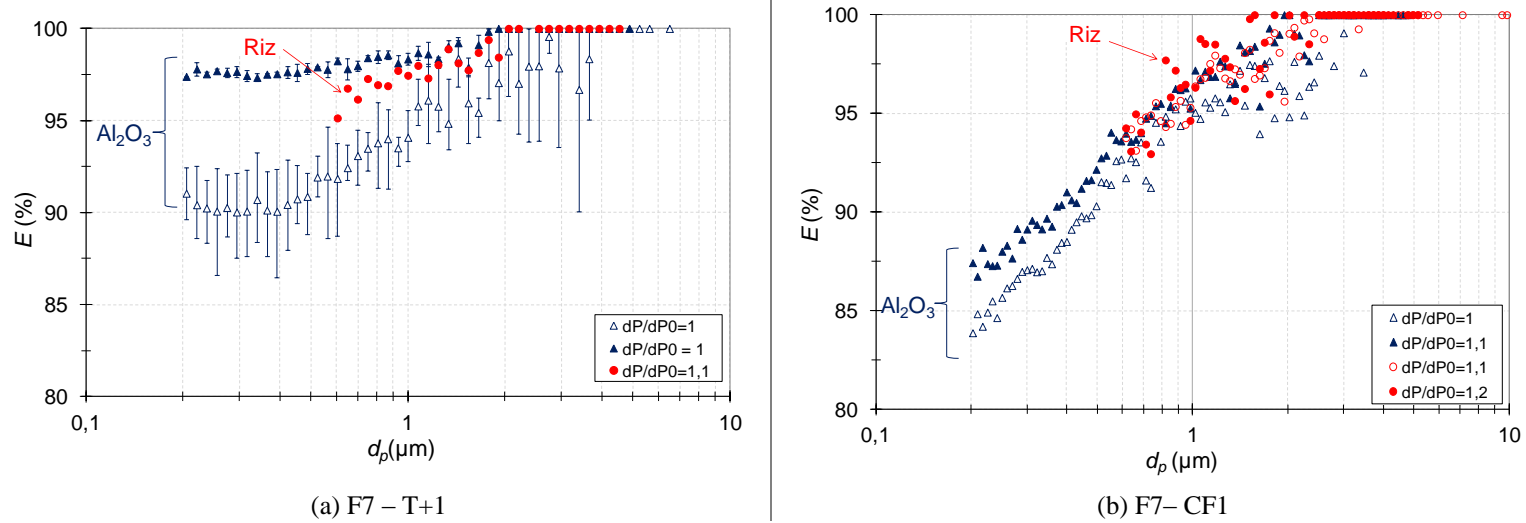 100
95
90
85
80
E (%)
Riz
Al₂O₃
dP/dP0=1
dP/dP0 = 1
dP/dP0=1,1
0,1
1
10
dₚ(µm)
(a) F7 – T+1
100
95
90
85
80
E (%)
Riz
Al₂O₃
dP/dP0=1
dP/dP0=1,1
dP/dP0=1,1
dP/dP0=1,2
0,1
1
10
dₚ (µm)
(b) F7– CF1